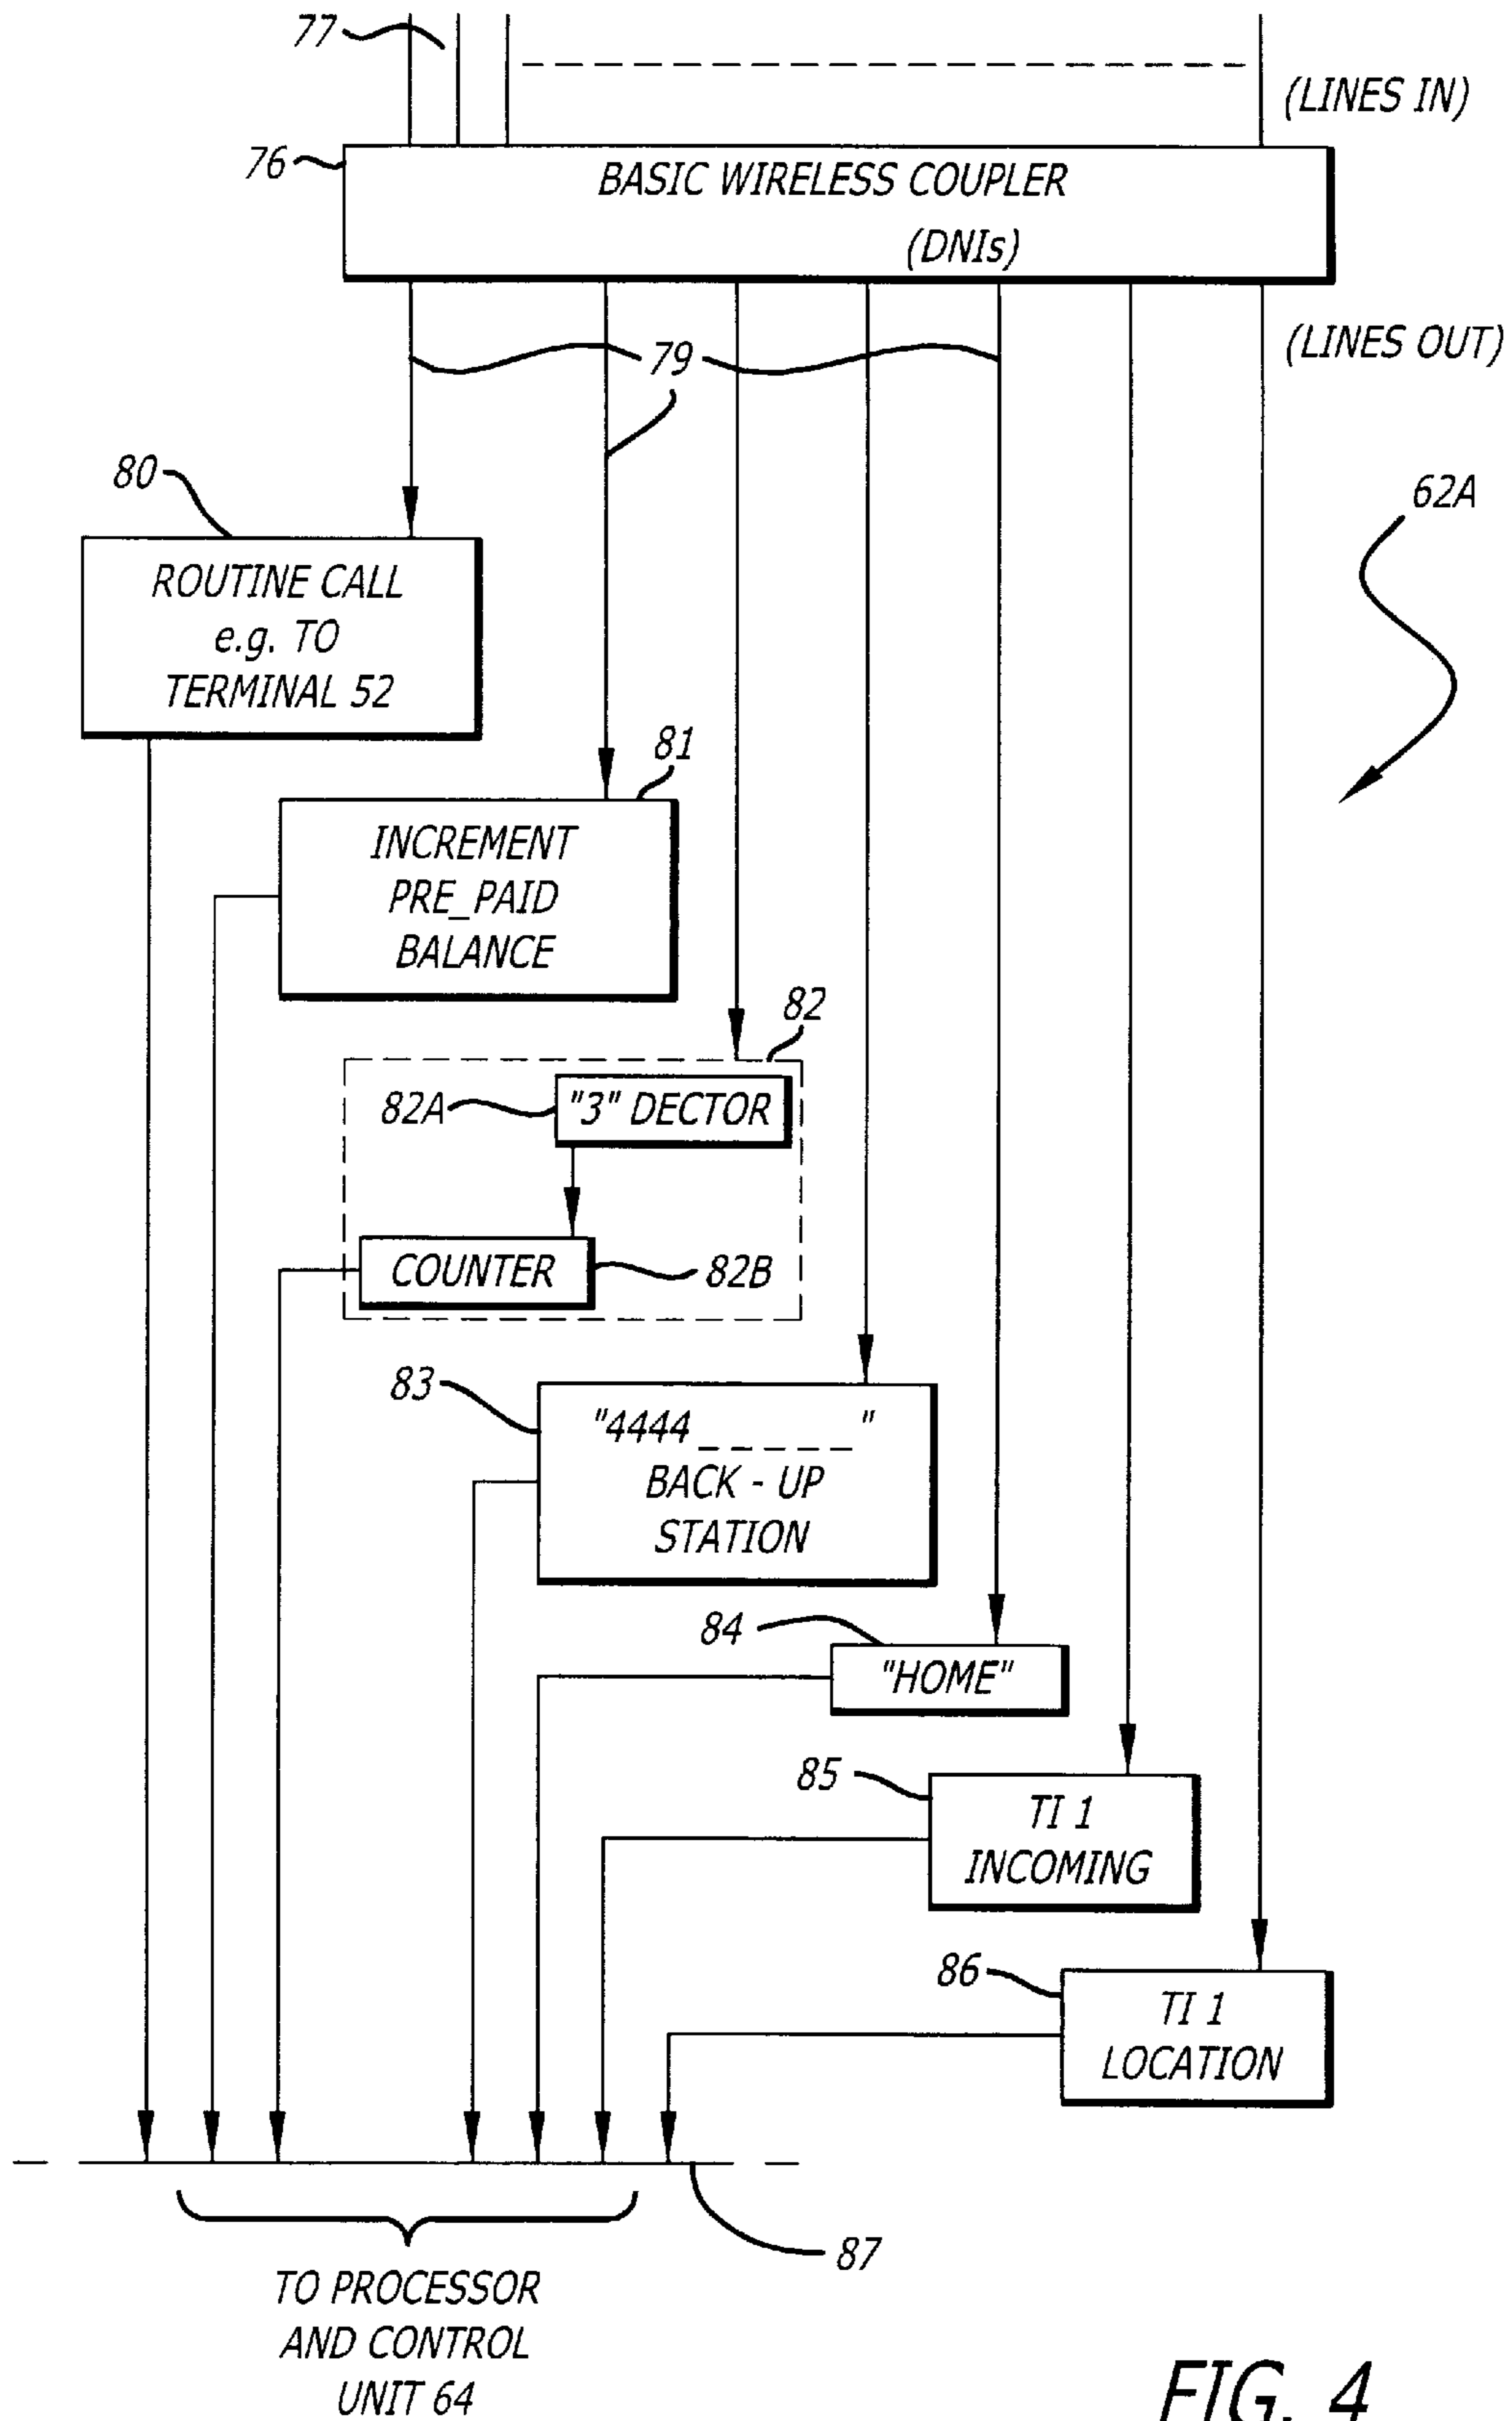 77
(LINES IN)
76
BASIC WIRELESS COUPLER
(DNIs)
(LINES OUT)
79
80
62A
ROUTINE CALL
e.g. TO
TERMINAL 52
81
INCREMENT
PRE_PAID
BALANCE
82
82A
"3" DECTOR
COUNTER
82B
83
"4444 _ _ _ _ _ "
BACK - UP
STATION
84
"HOME"
85
TI 1
INCOMING
86
TI 1
LOCATION
87
TO PROCESSOR
AND CONTROL
UNIT 64
FIG. 4